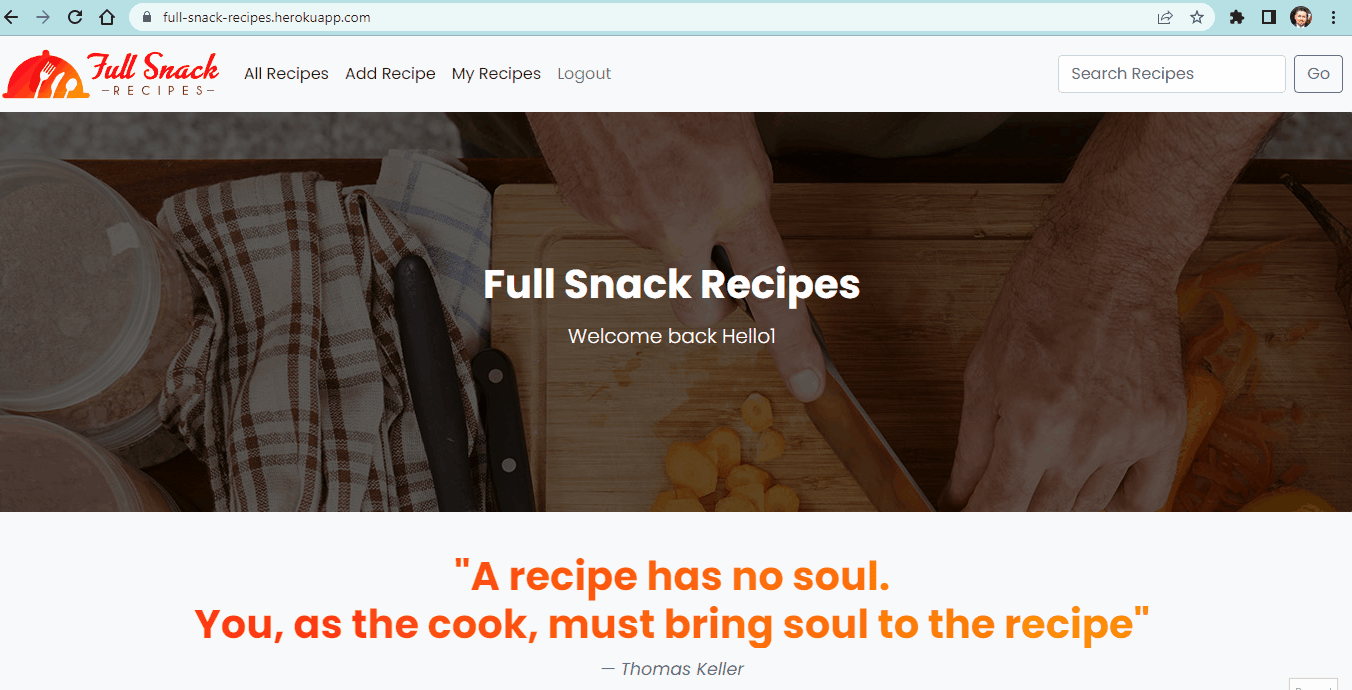 full-snack-recipes.herokuapp.com
Full Snack
RECIPES
All Recipes Add Recipe My Recipes Logout Search Recipes Go
Full Snack Recipes
Welcome back Hello1
"A recipe has no soul.
You, as the cook, must bring soul to the recipe"
— Thomas Keller